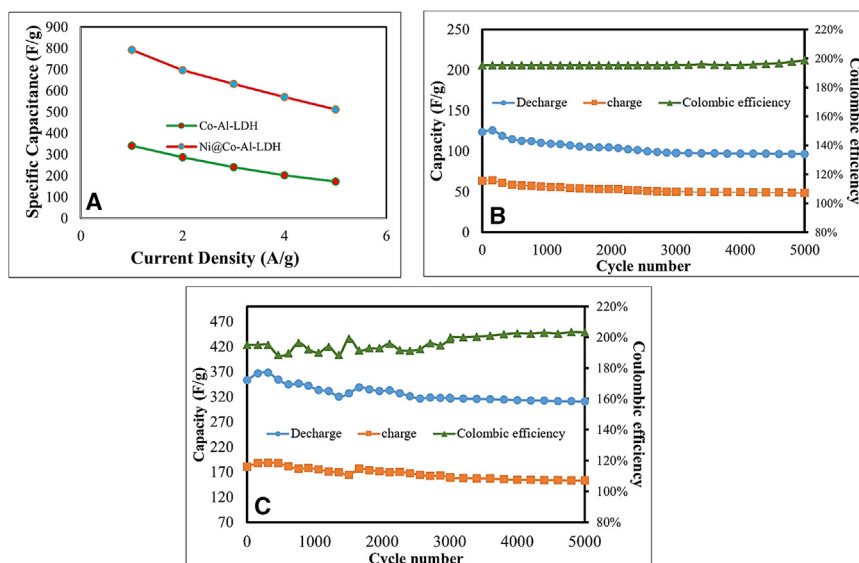 900
800
700
600
500
400
300
200
100
0
Specific Capacitance (F/g)
Co-Al-LDH
Ni@Co-Al-LDH
A
0 2 4 6
Current Density (A/g)
250
200
150
100
50
0
Capacity (F/g)
Decharge charge Colombic efficiency
B
220%
200%
180%
160%
140%
120%
100%
80%
Coulombic efficiency
0 1000 2000 3000 4000 5000
Cycle number
470
420
370
320
270
220
170
120
70
Capacity (F/g)
Decharge charge Colombic efficiency
C
220%
200%
180%
160%
140%
120%
100%
80%
Coulombic efficiency
0 1000 2000 3000 4000 5000
Cycle number